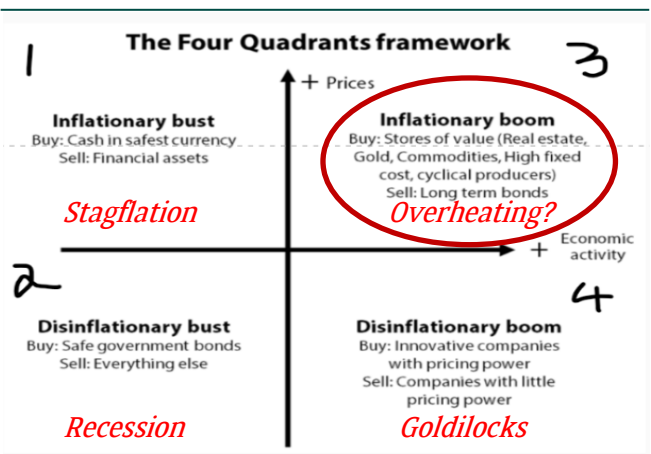 The Four Quadrants framework
1
3
+ Prices
Inflationary bust
Buy: Cash in safest currency
Sell: Financial assets
Stagflation
Inflationary boom
Buy: Stores of value (Real estate,
Gold, Commodities, High fixed
cost, cyclical producers)
Sell: Long term bonds
Overheating?
+ Economic
activity
2
4
Disinflationary bust
Buy: Safe government bonds
Sell: Everything else
Recession
Disinflationary boom
Buy: Innovative companies
with pricing power
Sell: Companies with little
pricing power
Goldilocks